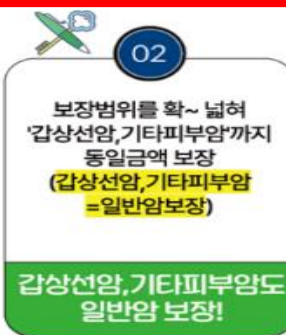 02
보장범위를 확~ 넓혀
'갑상선암,기타피부암'까지
동일금액 보장
(갑상선암,기타피부암
=일반암보장)
갑상선암,기타피부암도
일반암 보장!